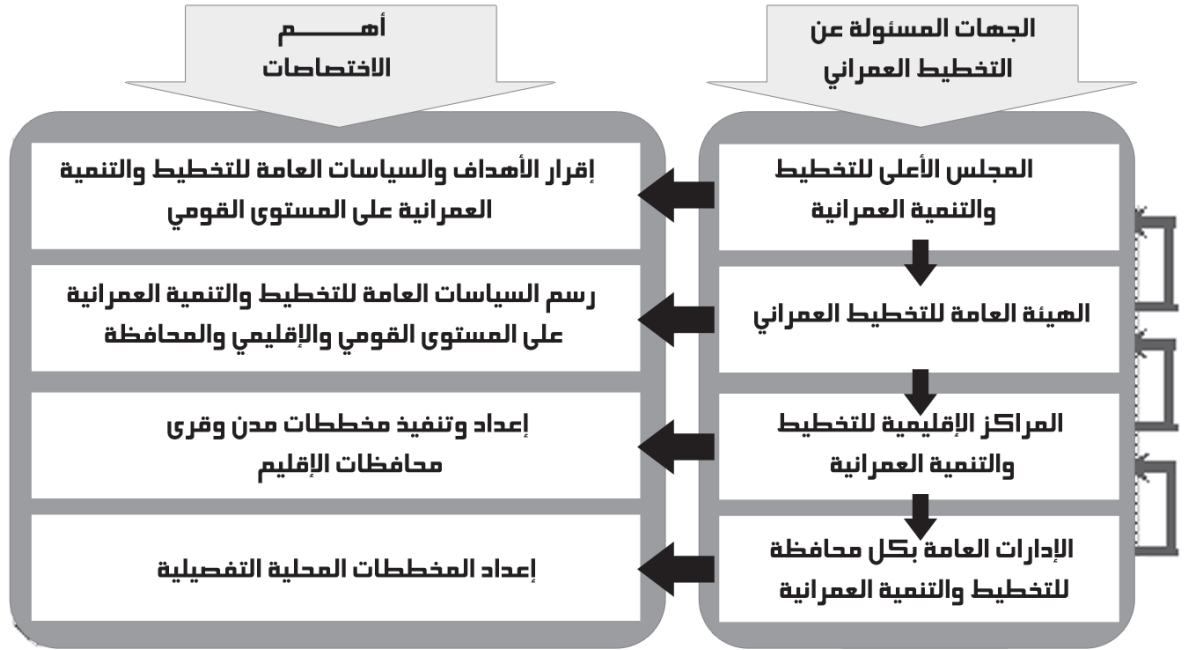 الجهات المسئولة عن
التخطيط العمراني
أهـــــم
الاختصاصات
المجلس الأعلى للتخطيط
والتنمية العمرانية
إقرار الأهداف والسياسات العامة للتخطيط والتنمية
العمرانية على المستوى القومي
الهيئة العامة للتخطيط العمراني
رسم السياسات العامة للتخطيط والتنمية العمرانية
على المستوى القومي والإقليمي والمحافظة
المراكز الإقليمية للتخطيط
والتنمية العمرانية
إعداد وتنفيذ مخططات مدن وقرى
محافظات الإقليم
الإدارات العامة بكل محافظة
للتخطيط والتنمية العمرانية
إعداد المخططات المحلية التفصيلية